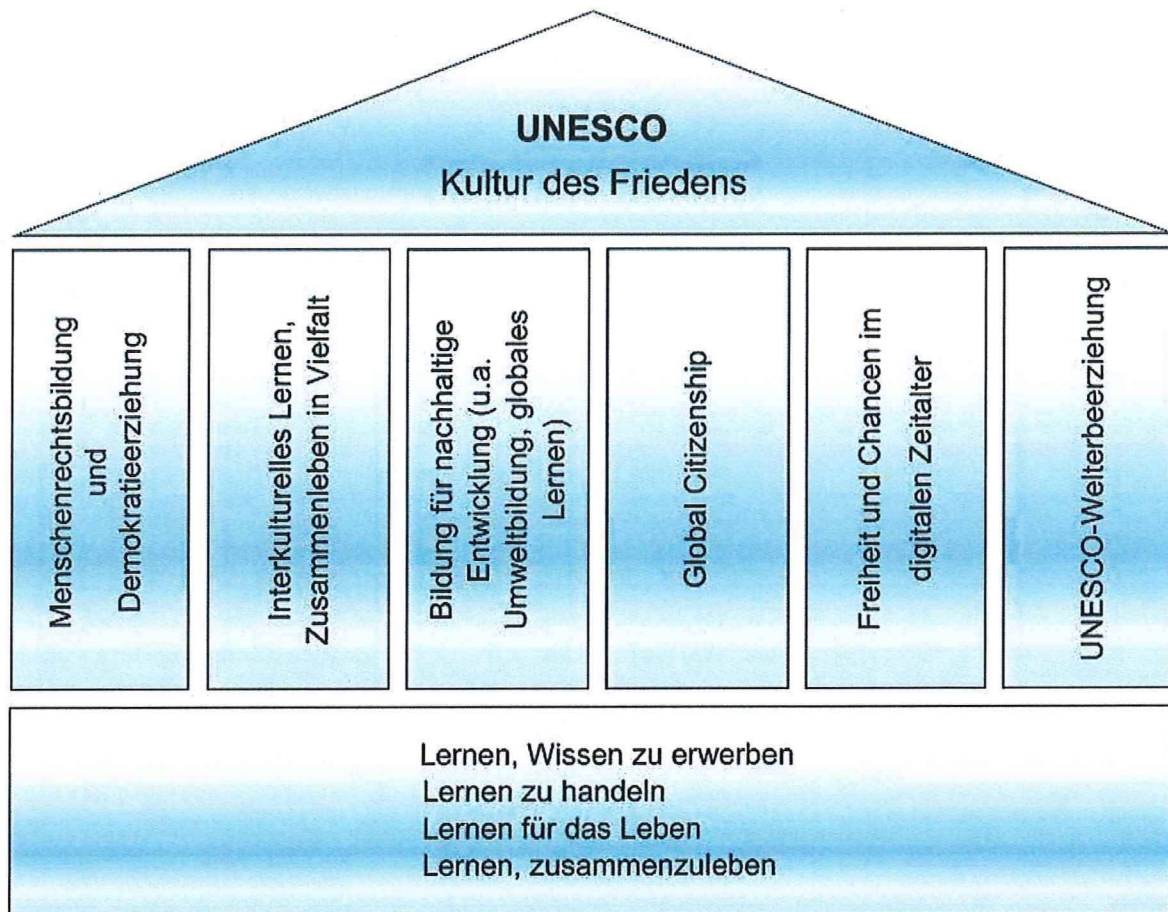 UNESCO
Kultur des Friedens
Menschenrechtsbildung
und
Demokratieerziehung
Interkulturelles Lernen,
Zusammenleben in Vielfalt
Bildung für nachhaltige
Entwicklung (u.a.
Umweltbildung, globales
Lernen)
Global Citizenship
Freiheit und Chancen im
digitalen Zeitalter
UNESCO-Welterbeerziehung
Lernen, Wissen zu erwerben
Lernen zu handeln
Lernen für das Leben
Lernen, zusammenzuleben